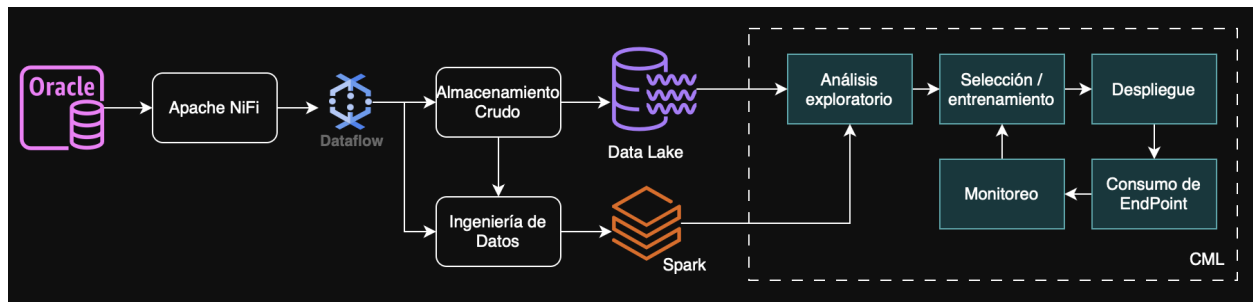 Oracle
Apache NiFi
Dataflow
Almacenamiento
Crudo
Data Lake
Ingeniería de
Datos
Spark
Análisis
exploratorio
Selección /
entrenamiento
Despliegue
Monitoreo
Consumo de
EndPoint
CML